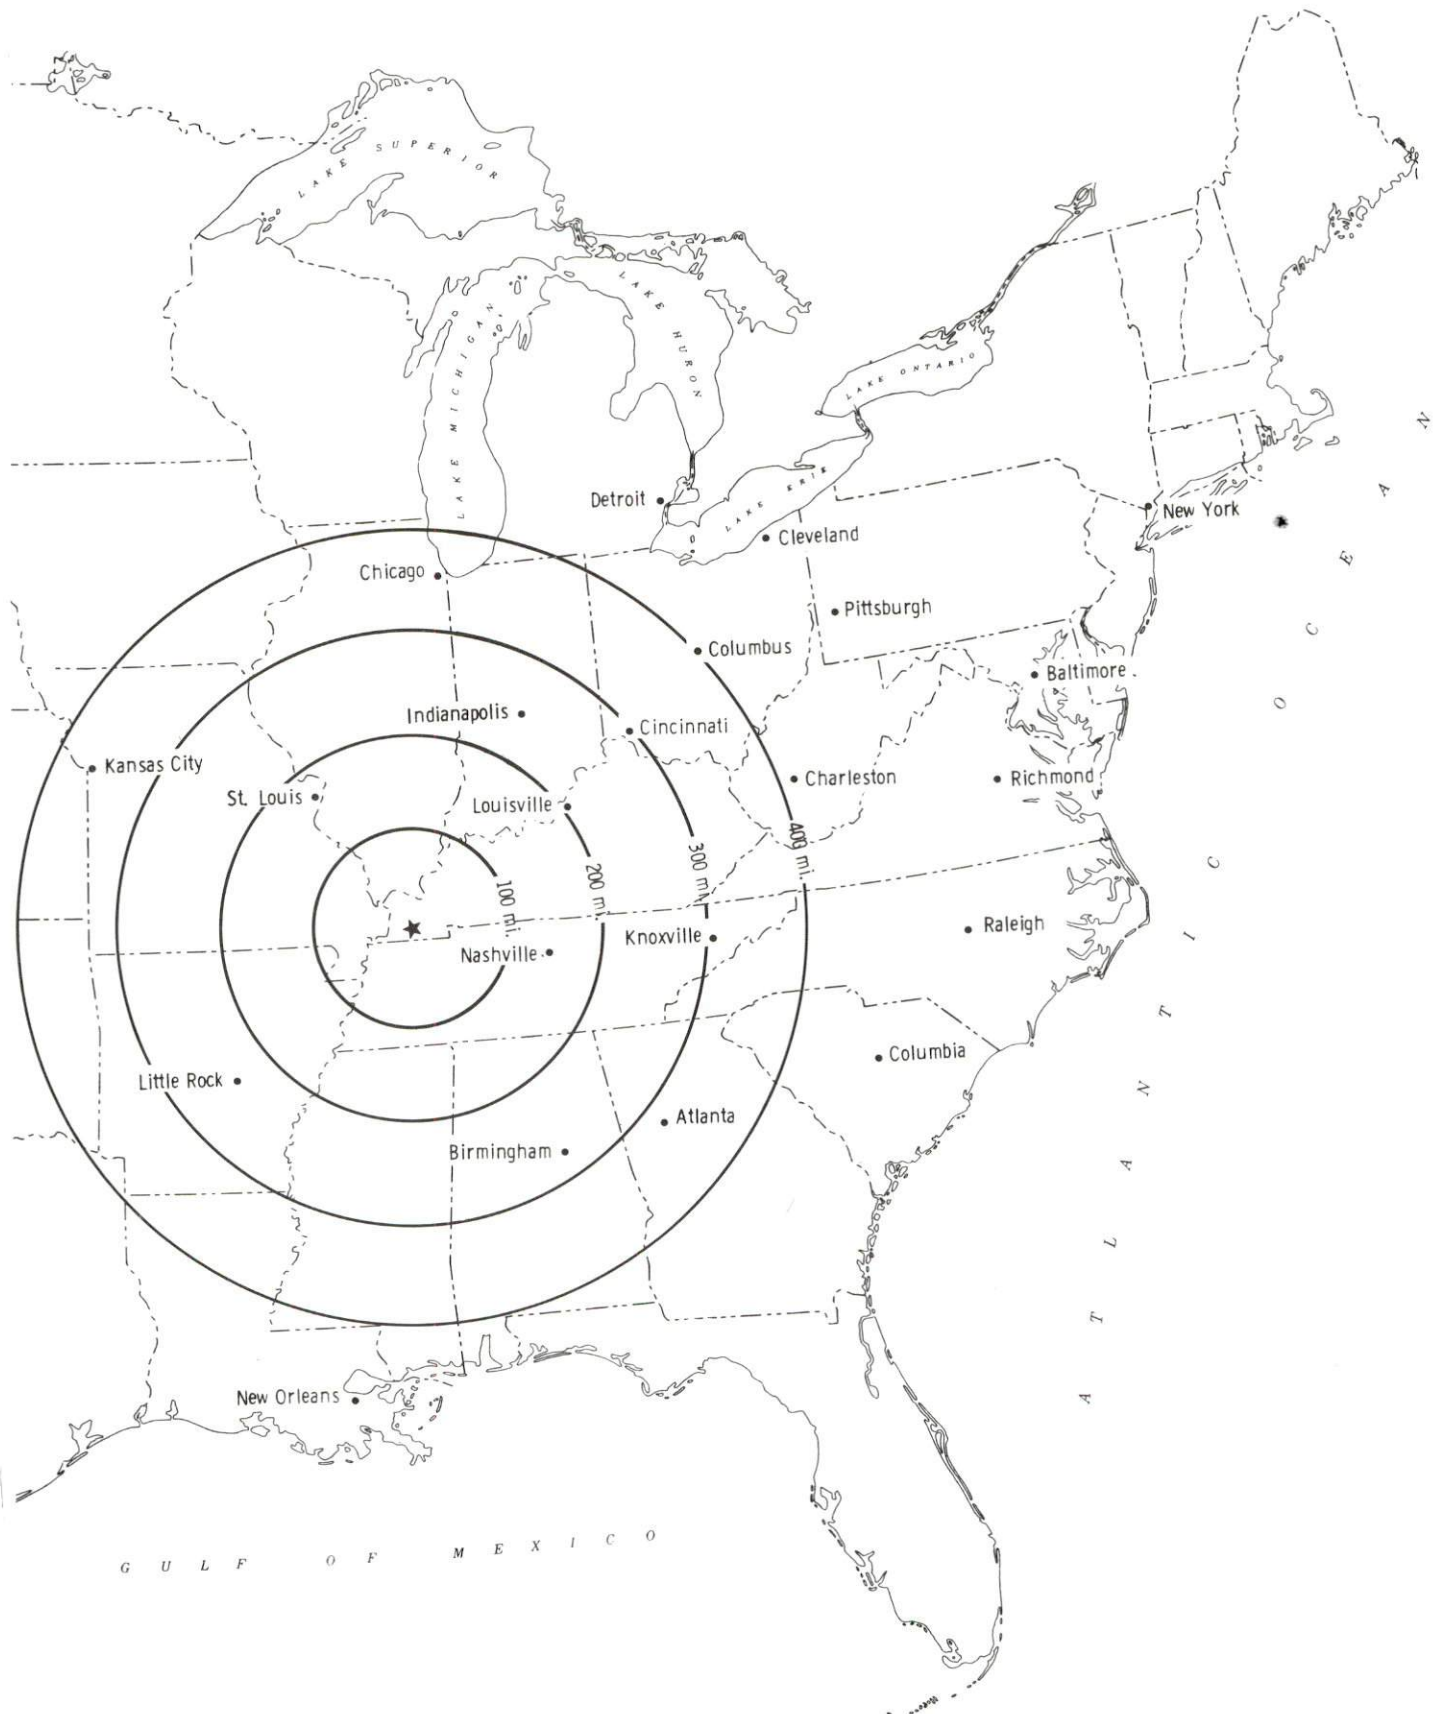 LAKE SUPERIOR
LAKE HURON
LAKE MICHIGAN
LAKE ONTARIO
LAKE ERIE
Detroit
New York
Cleveland
Chicago
Pittsburgh
Columbus
Baltimore
Indianapolis
Cincinnati
Kansas City
Charleston
Richmond
St. Louis
Louisville
400 mi.
300 mi.
200 mi.
100 mi.
Raleigh
Knoxville
Nashville
Columbia
Little Rock
Atlanta
Birmingham
New Orleans
ATLANTIC OCEAN
GULF OF MEXICO